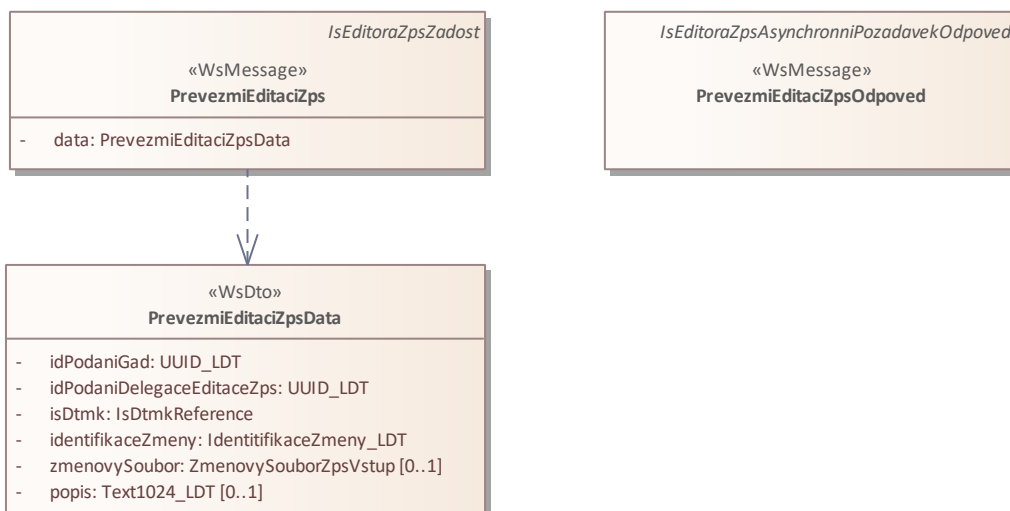 IsEditoraZpsZadost
«WsMessage»
PrevezmiEditaciZps
- data: PrevezmiEditaciZpsData
IsEditoraZpsAsynchronniPozadavekOdpoved
«WsMessage»
PrevezmiEditaciZpsOdpoved
«WsDto»
PrevezmiEditaciZpsData
- idPodaniGad: UUID_LDT
- idPodaniDelegaceEditaceZps: UUID_LDT
- isDtmk: IsDtmkReference
- identifikaceZmeny: IdentitifikaceZmeny_LDT
- zmenovySoubor: ZmenovySouborZpsVstup [0..1]
- popis: Text1024_LDT [0..1]